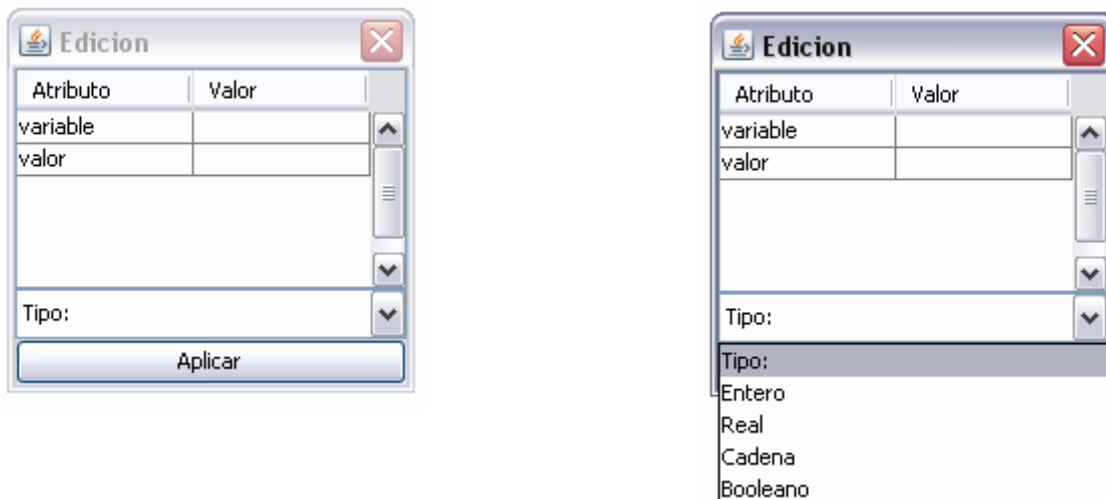 Edicion
Atributo Valor
variable
valor
Tipo:
Aplicar
Edicion
Atributo Valor
variable
valor
Tipo:
Tipo:
Entero
Real
Cadena
Booleano